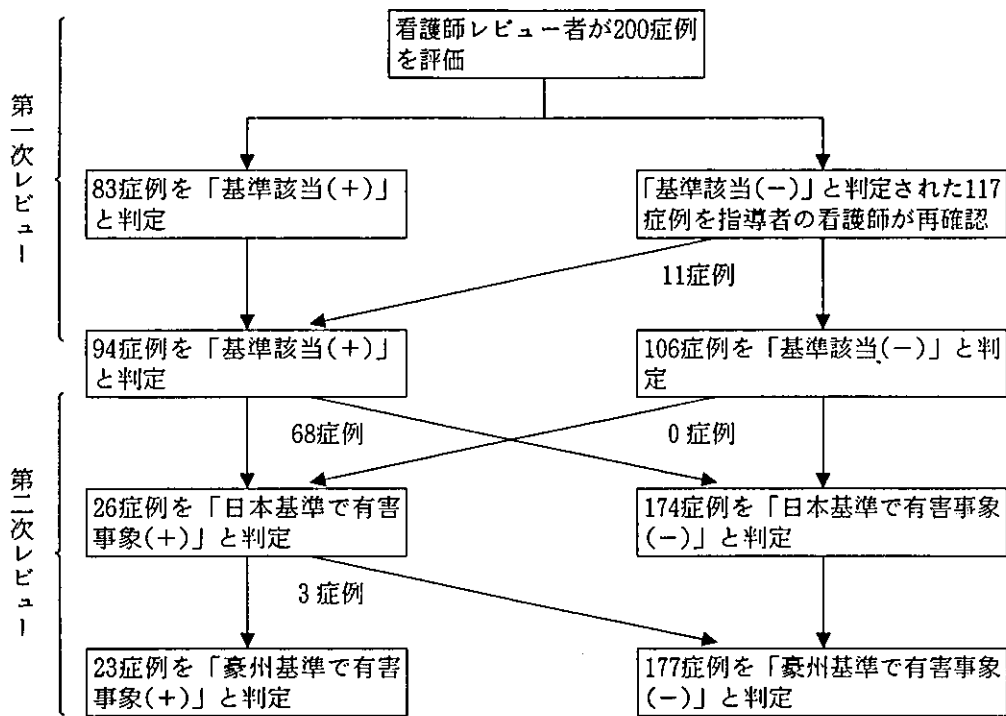 看護師レビュー者が200症例
を評価
第一次レビュー
83症例を「基準該当(+)」
と判定
「基準該当(-)」と判定された117
症例を指導者の看護師が再確認
11症例
94症例を「基準該当(+)」
と判定
106症例を「基準該当(-)」と判
定
68症例
0症例
第二次レビュー
26症例を「日本基準で有害
事象(+)」と判定
174症例を「日本基準で有害事象
(-)」と判定
3症例
23症例を「豪州基準で有害
事象(+)」と判定
177症例を「豪州基準で有害事象
(-)」と判定